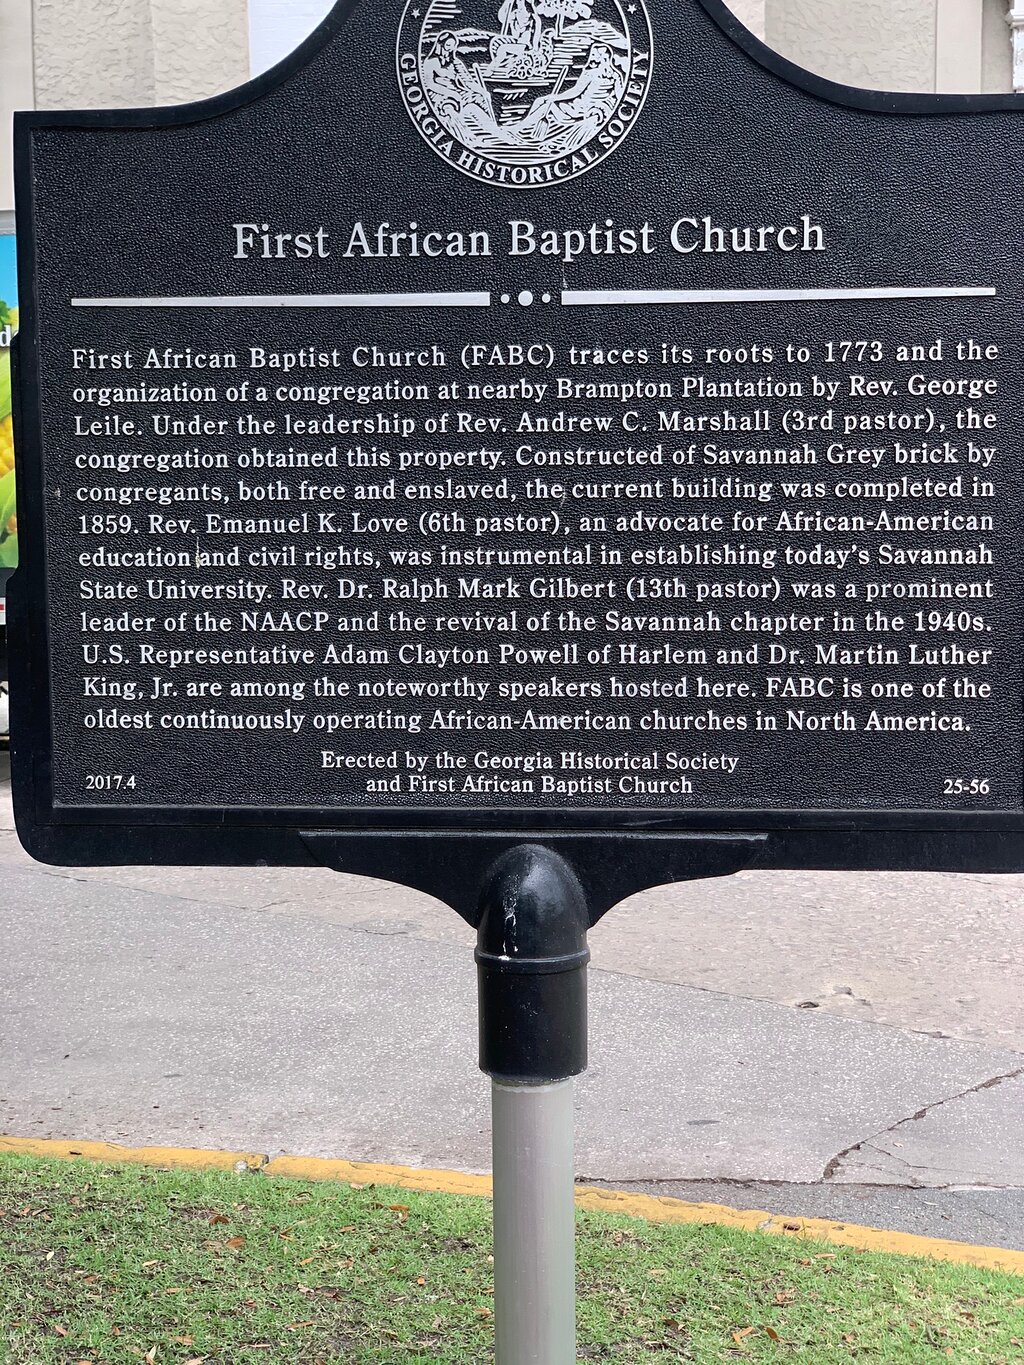 GEORGIA HISTORICAL SOCIETY
First African Baptist Church
First African Baptist Church (FABC) traces its roots to 1773 and the
organization of a congregation at nearby Brampton Plantation by Rev. George
Leile. Under the leadership of Rev. Andrew C. Marshall (3rd pastor), the
congregation obtained this property. Constructed of Savannah Grey brick by
congregants, both free and enslaved, the current building was completed in
1859. Rev. Emanuel K. Love (6th pastor), an advocate for African-American
education and civil rights, was instrumental in establishing today's Savannah
State University. Rev. Dr. Ralph Mark Gilbert (13th pastor) was a prominent
leader of the NAACP and the revival of the Savannah chapter in the 1940s.
U.S. Representative Adam Clayton Powell of Harlem and Dr. Martin Luther
King, Jr. are among the noteworthy speakers hosted here. FABC is one of the
oldest continuously operating African-American churches in North America.
Erected by the Georgia Historical Society
and First African Baptist Church
2017.4
25-56